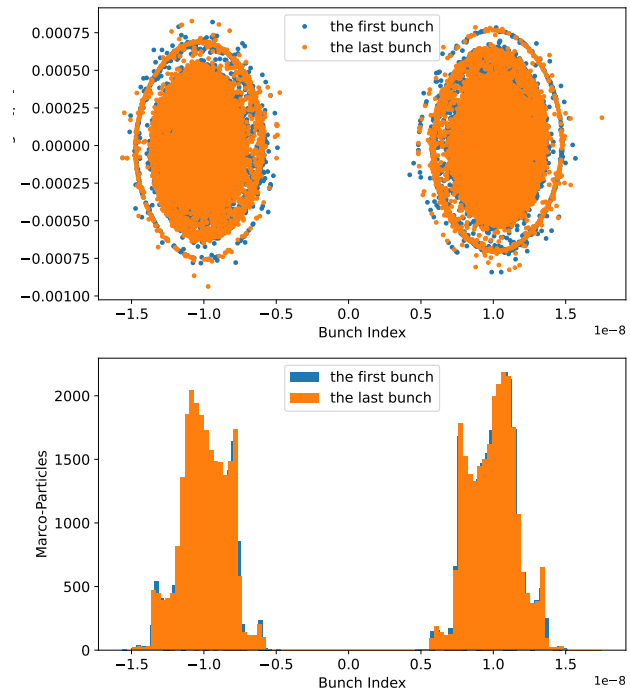 0.00075
0.00050
0.00025
0.00000
−0.00025
−0.00050
−0.00075
−0.00100
the first bunch
the last bunch
−1.5 −1.0 −0.5 0.0 0.5 1.0 1.5
1e−8
Bunch Index
2000
1500
1000
500
0
Marco-Particles
the first bunch
the last bunch
−1.5 −1.0 −0.5 0.0 0.5 1.0 1.5
1e−8
Bunch Index